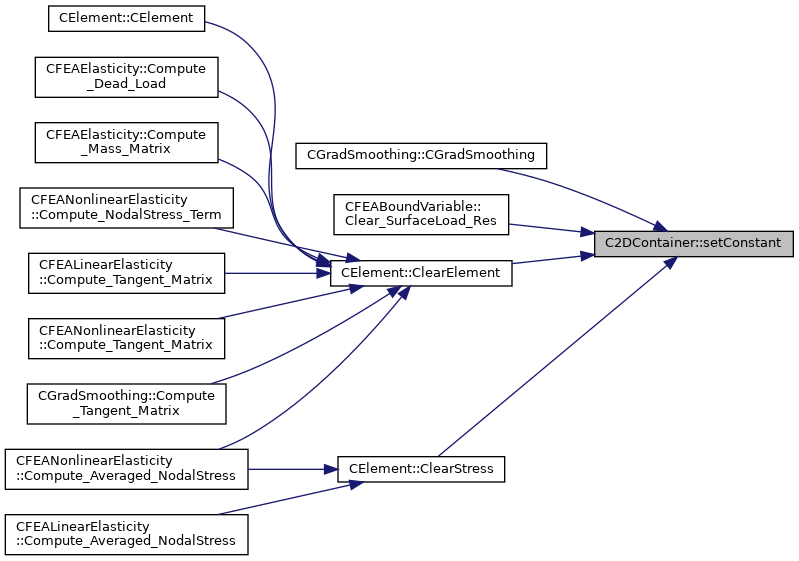 CElement::CElement
CFEAElasticity::Compute
_Dead_Load
CFEAElasticity::Compute
_Mass_Matrix
CFEANonlinearElasticity
::Compute_NodalStress_Term
CFEALinearElasticity
::Compute_Tangent_Matrix
CFEANonlinearElasticity
::Compute_Tangent_Matrix
CGradSmoothing::Compute
_Tangent_Matrix
CFEANonlinearElasticity
::Compute_Averaged_NodalStress
CFEALinearElasticity
::Compute_Averaged_NodalStress
CGradSmoothing::CGradSmoothing
CFEABoundVariable::
Clear_SurfaceLoad_Res
CElement::ClearElement
CElement::ClearStress
C2DContainer::setConstant